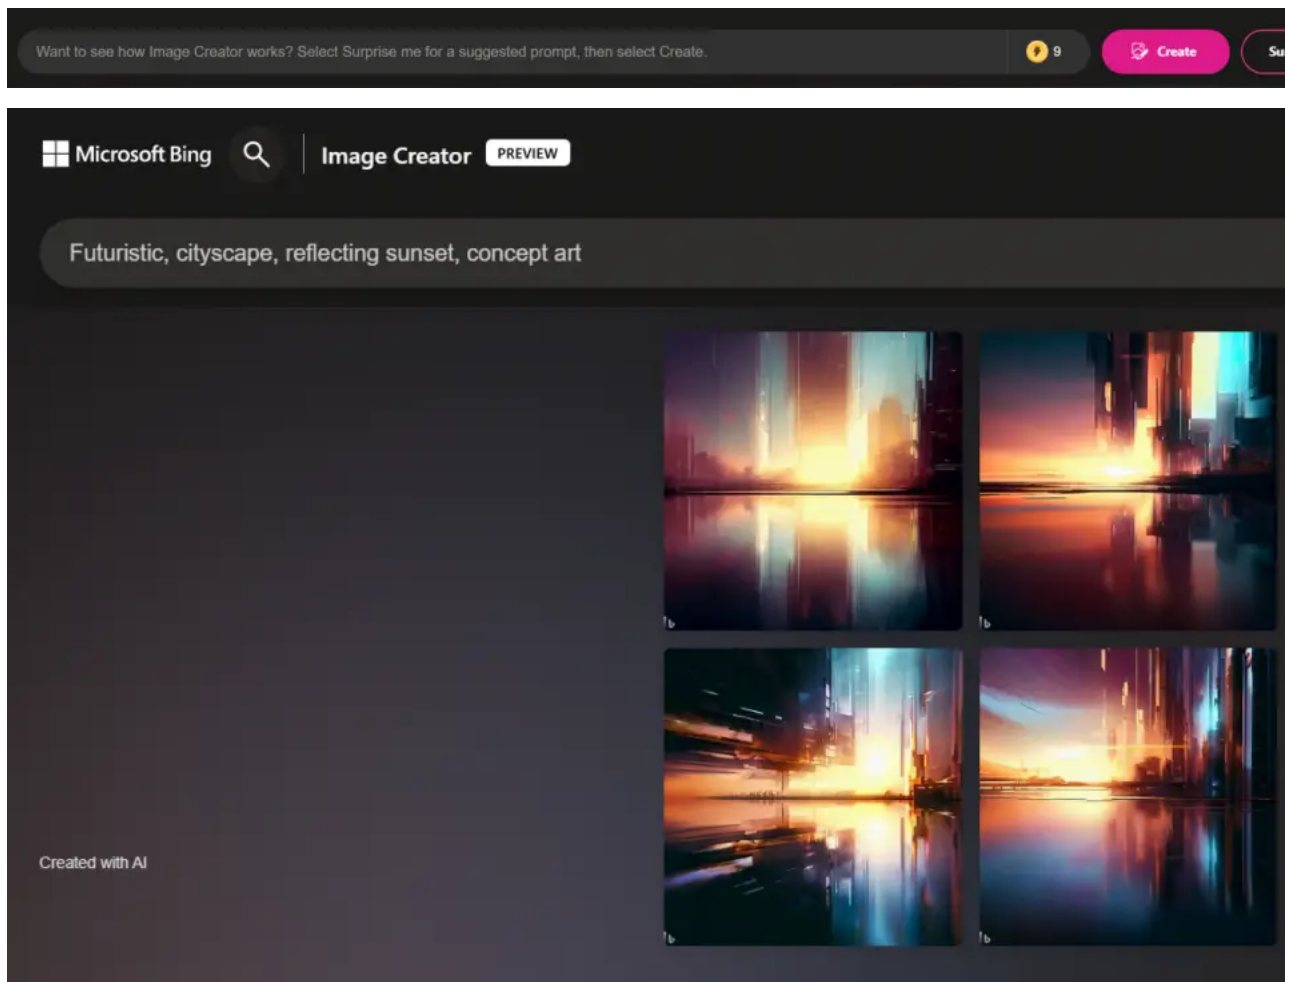 Want to see how Image Creator works? Select Surprise me for a suggested prompt, then select Create.
9
Create
Su
Microsoft Bing
Image Creator
PREVIEW
Futuristic, cityscape, reflecting sunset, concept art
Created with AI